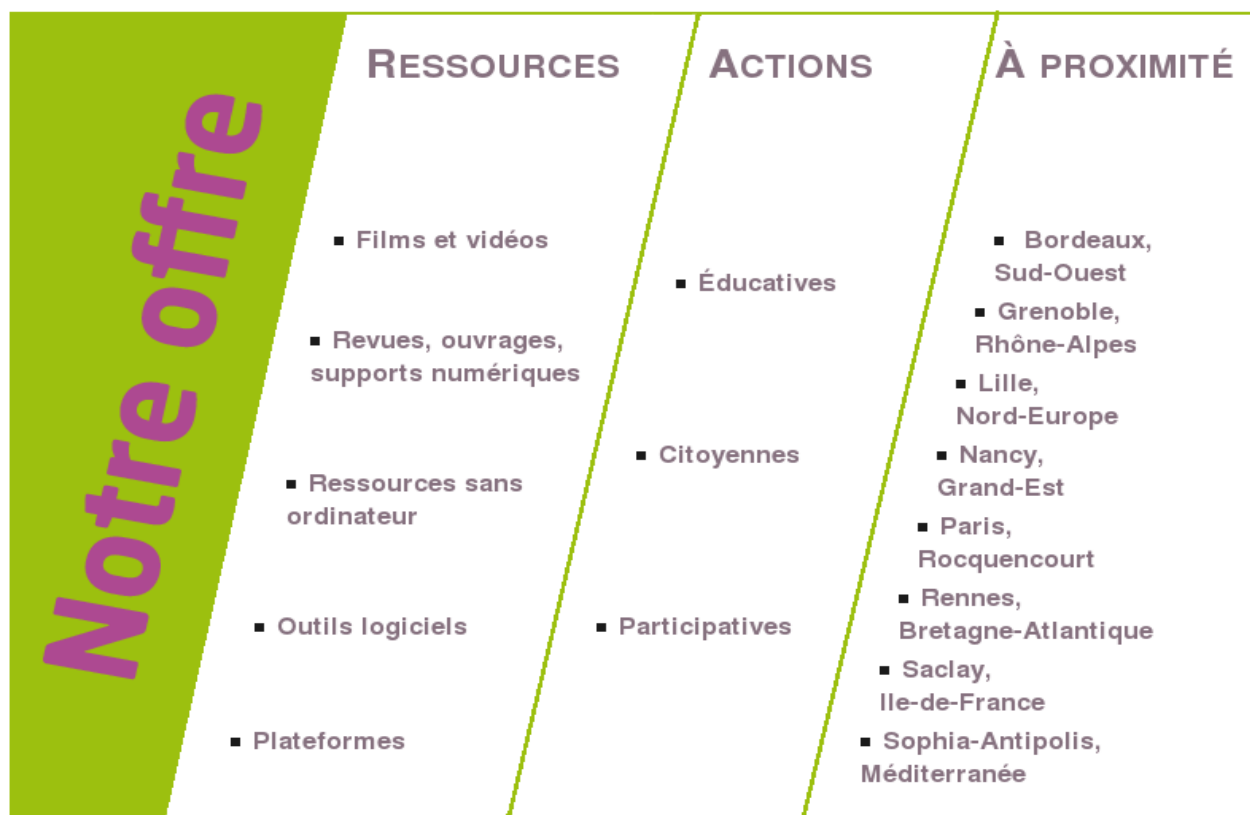 Notre offre
RESSOURCES
▪ Films et vidéos
▪ Revues, ouvrages,
supports numériques
▪ Ressources sans
ordinateur
▪ Outils logiciels
▪ Plateformes
ACTIONS
▪ Éducatives
▪ Citoyennes
▪ Participatives
À PROXIMITÉ
▪ Bordeaux,
Sud-Ouest
▪ Grenoble,
Rhône-Alpes
▪ Lille,
Nord-Europe
▪ Nancy,
Grand-Est
▪ Paris,
Rocquencourt
▪ Rennes,
Bretagne-Atlantique
▪ Saclay,
Ile-de-France
▪ Sophia-Antipolis,
Méditerranée